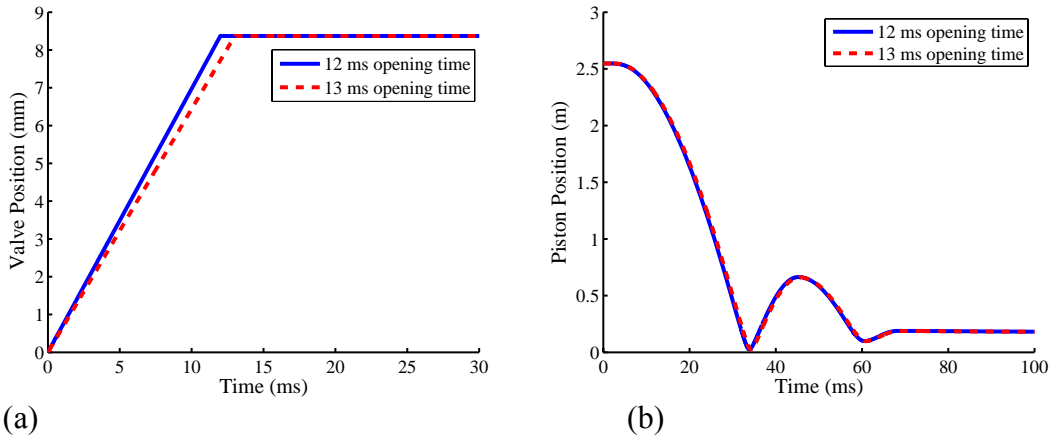 9
8
7
6
5
4
3
2
1
0
Valve Position (mm)
12 ms opening time
13 ms opening time
0 5 10 15 20 25 30
Time (ms)
(a)
3
2.5
2
1.5
1
0.5
0
Piston Position (m)
12 ms opening time
13 ms opening time
0 20 40 60 80 100
Time (ms)
(b)